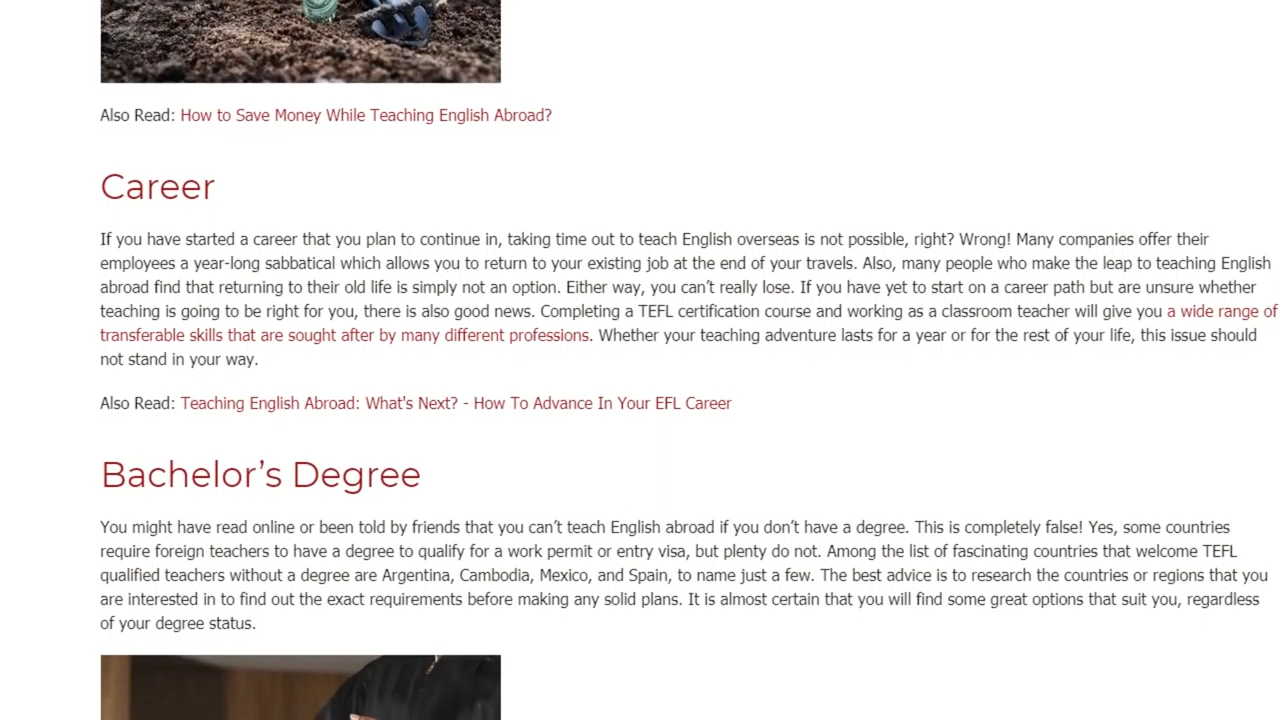 Also Read: How to Save Money While Teaching English Abroad?
Career
If you have started a career that you plan to continue in, taking time out to teach English overseas is not possible, right? Wrong! Many companies offer their
employees a year-long sabbatical which allows you to return to your existing job at the end of your travels. Also, many people who make the leap to teaching English
abroad find that returning to their old life is simply not an option. Either way, you can’t really lose. If you have yet to start on a career path but are unsure whether
teaching is going to be right for you, there is also good news. Completing a TEFL certification course and working as a classroom teacher will give you a wide range of
transferable skills that are sought after by many different professions. Whether your teaching adventure lasts for a year or for the rest of your life, this issue should
not stand in your way.
Also Read: Teaching English Abroad: What's Next? - How To Advance In Your EFL Career
Bachelor’s Degree
You might have read online or been told by friends that you can’t teach English abroad if you don’t have a degree. This is completely false! Yes, some countries
require foreign teachers to have a degree to qualify for a work permit or entry visa, but plenty do not. Among the list of fascinating countries that welcome TEFL
qualified teachers without a degree are Argentina, Cambodia, Mexico, and Spain, to name just a few. The best advice is to research the countries or regions that you
are interested in to find out the exact requirements before making any solid plans. It is almost certain that you will find some great options that suit you, regardless
of your degree status.